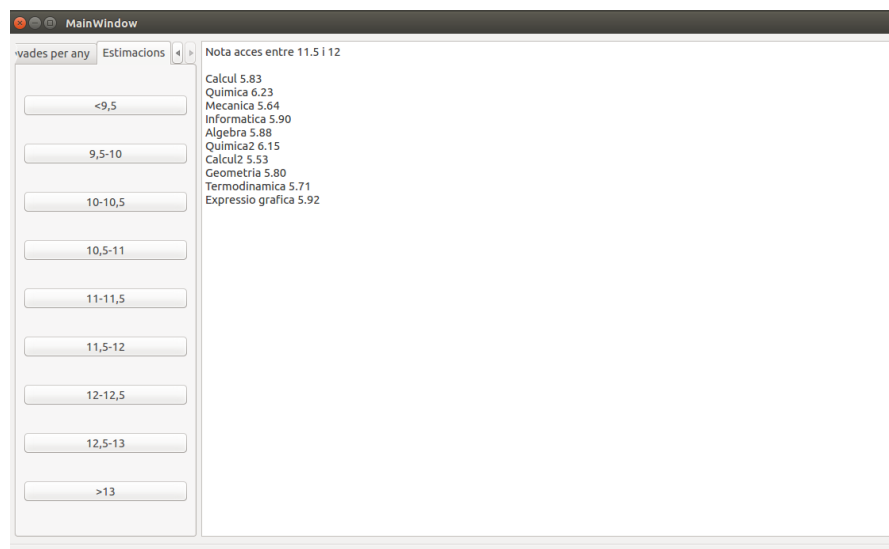 MainWindow
vades per any
Estimacions
<9,5
9,5-10
10-10,5
10,5-11
11-11,5
11,5-12
12-12,5
12,5-13
>13
Nota acces entre 11.5 i 12
Calcul 5.83
Quimica 6.23
Mecanica 5.64
Informatica 5.90
Algebra 5.88
Quimica2 6.15
Calcul2 5.53
Geometria 5.80
Termodinamica 5.71
Expressio grafica 5.92